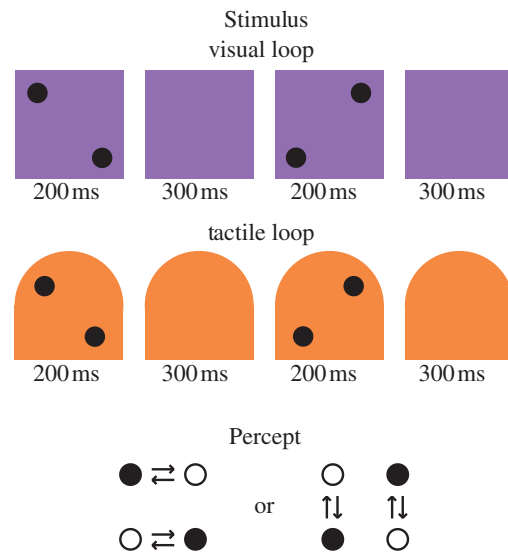 Stimulus
visual loop
200 ms 300 ms 200 ms 300 ms
tactile loop
200 ms 300 ms 200 ms 300 ms
Percept
or